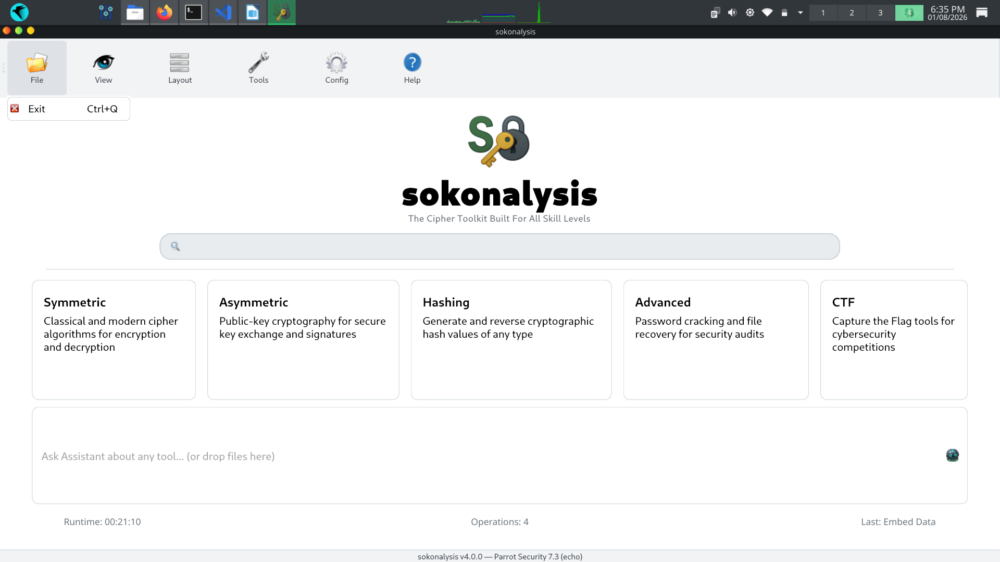 1
2
3
4
6:35 PM
01/08/2026
sokonalysis
File
View
Layout
Tools
Config
Help
Exit Ctrl+Q
S
sokonalysis
The Cipher Toolkit Built For All Skill Levels
Symmetric
Classical and modern cipher
algorithms for encryption
and decryption
Asymmetric
Public-key cryptography for secure
key exchange and signatures
Hashing
Generate and reverse cryptographic
hash values of any type
Advanced
Password cracking and file
recovery for security audits
CTF
Capture the Flag tools for
cybersecurity
competitions
Ask Assistant about any tool... (or drop files here)
Runtime: 00:21:10
Operations: 4
Last: Embed Data
sokonalysis v4.0.0 — Parrot Security 7.3 (echo)